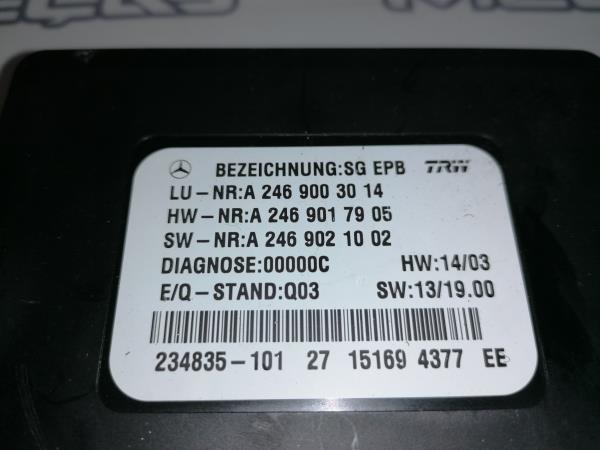 BEZEICHNUNG:SG EPB TRW
LU-NR:A 246 900 30 14
HW-NR:A 246 901 79 05
SW-NR:A 246 902 10 02
DIAGNOSE:00000C HW:14/03
E/Q-STAND:Q03 SW:13/19.00
234835-101 27 15169 4377 EE